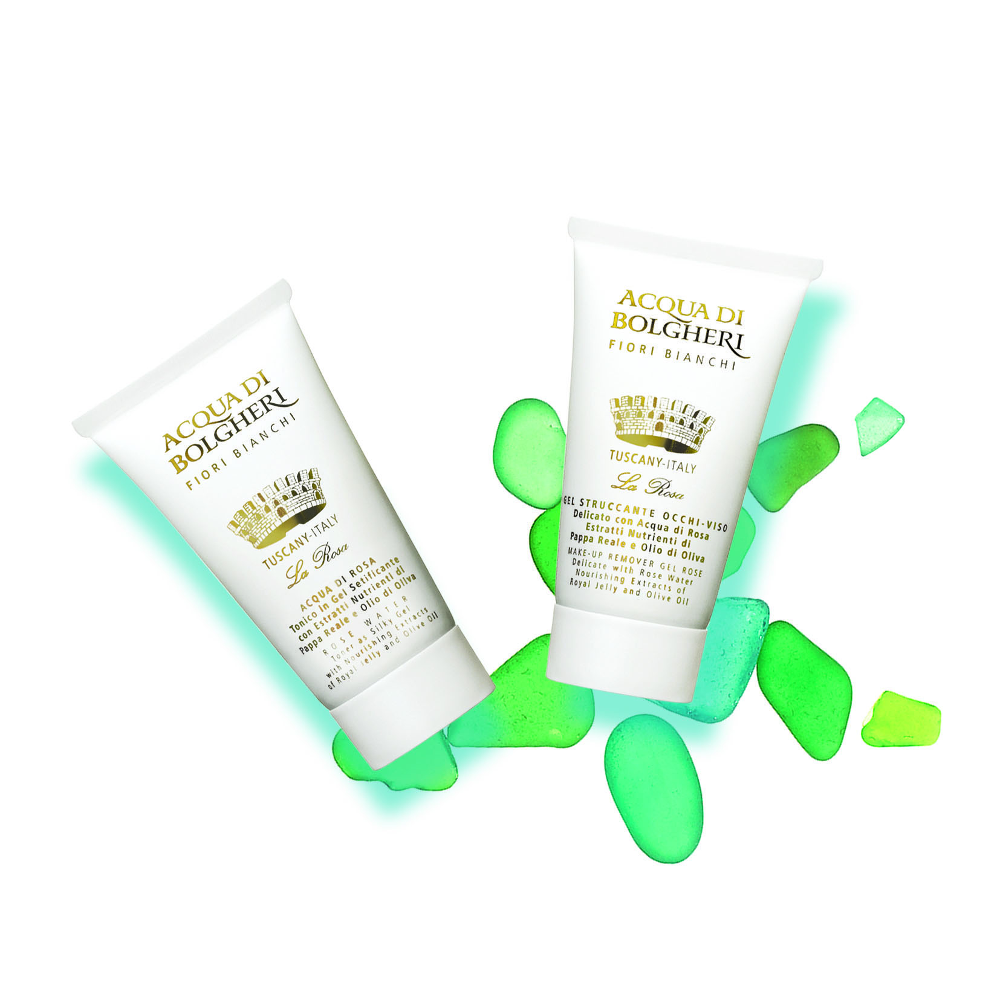 ACQUA DI
BOLGHERI
FIORI BIANCHI
TUSCANY-ITALY
La Rosa
ACQUA DI ROSA
Tonico In Gel Setificante
con Estratti Nutrienti di
Pappa Reale e Olio di Oliva
ROSE WATER
Toner as Silky Gel
with Nourishing Extracts
of Royal Jelly and Olive Oil
ACQUA DI
BOLGHERI
FIORI BIANCHI
TUSCANY-ITALY
La Rosa
GEL STRUCCANTE OCCHI-VISO
Delicato con Acqua di Rosa
Estratti Nutrienti di
Pappa Reale e Olio di Oliva
MAKE-UP REMOVER GEL ROSE
Delicate with Rose Water
Nourishing Extracts of
Royal Jelly and Olive Oil